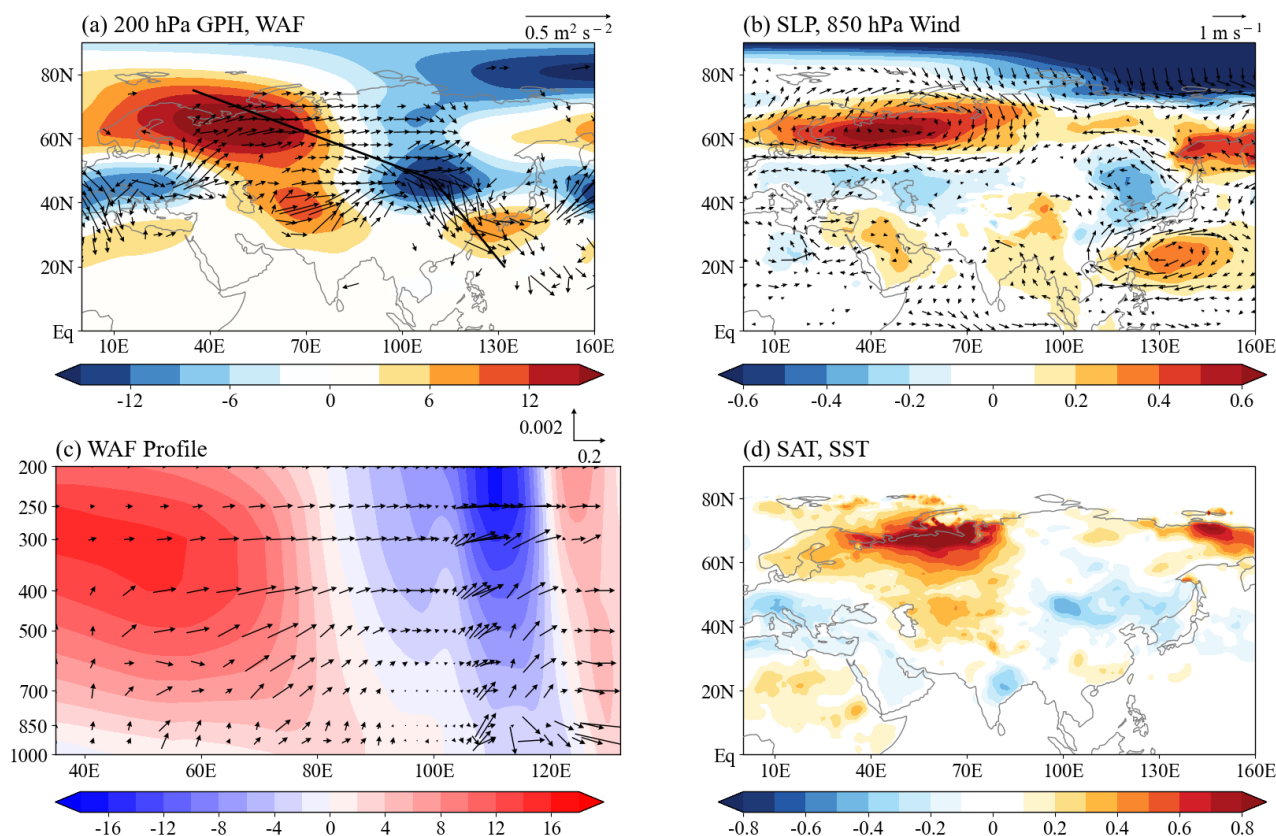 (a) 200 hPa GPH, WAF
0.5 m² s⁻²
80N
60N
40N
20N
Eq
10E 40E 70E 100E 130E 160E
-12 -6 0 6 12
(b) SLP, 850 hPa Wind
1 m s⁻¹
80N
60N
40N
20N
Eq
10E 40E 70E 100E 130E 160E
-0.6 -0.4 -0.2 0 0.2 0.4 0.6
(c) WAF Profile
0.002
0.2
200
250
300
400
500
700
850
1000
40E 60E 80E 100E 120E
-16 -12 -8 -4 0 4 8 12 16
(d) SAT, SST
80N
60N
40N
20N
Eq
10E 40E 70E 100E 130E 160E
-0.8 -0.6 -0.4 -0.2 0 0.2 0.4 0.6 0.8